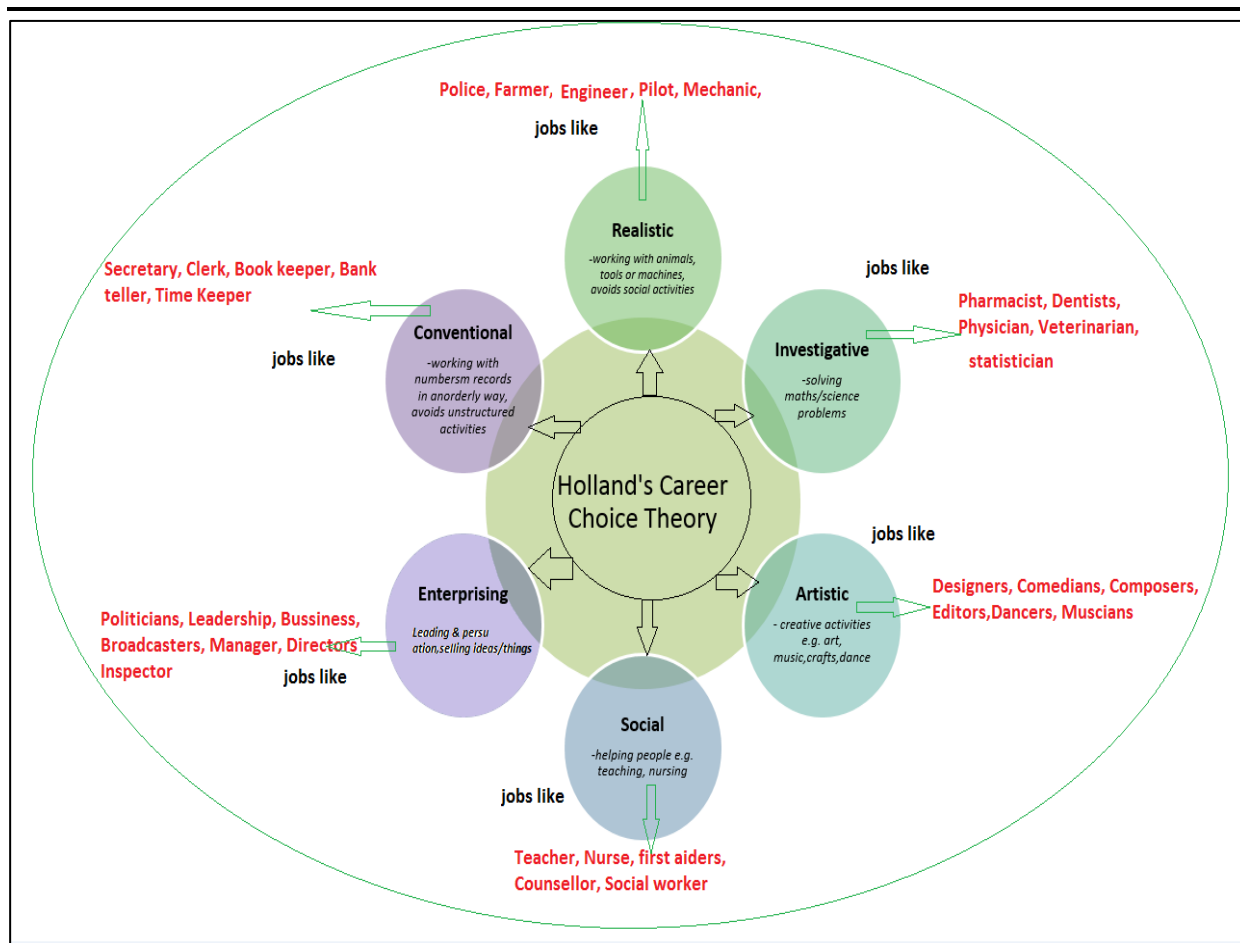 Police, Farmer, Engineer, Pilot, Mechanic,
jobs like
Realistic
-working with animals,
tools or machines,
avoids social activities
Secretary, Clerk, Book keeper, Bank
teller, Time Keeper
jobs like
Conventional
-working with
numbersm records
in anorderly way,
avoids unstructured
activities
jobs like
Pharmacist, Dentists,
Physician, Veterinarian,
statistician
Investigative
-solving
maths/science
problems
Holland's Career
Choice Theory
jobs like
Designers, Comedians, Composers,
Editors,Dancers, Muscians
Artistic
- creative activities
e.g. art,
music,crafts,dance
Enterprising
Leading & persu
ation,selling ideas/things
Politicians, Leadership, Bussiness,
Broadcasters, Manager, Directors
Inspector
jobs like
Social
-helping people e.g.
teaching, nursing
jobs like
Teacher, Nurse, first aiders,
Counsellor, Social worker